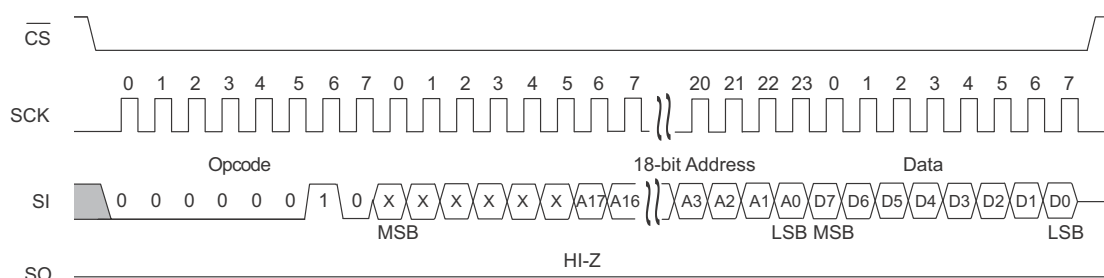 CS
0 1 2 3 4 5 6 7 0 1 2 3 4 5 6 7 20 21 22 23 0 1 2 3 4 5 6 7
SCK
Opcode 18-bit Address Data
SI 0 0 0 0 0 0 1 0 X X X X X X A17 A16 A3 A2 A1 A0 D7 D6 D5 D4 D3 D2 D1 D0
MSB LSB MSB LSB
HI-Z
SO